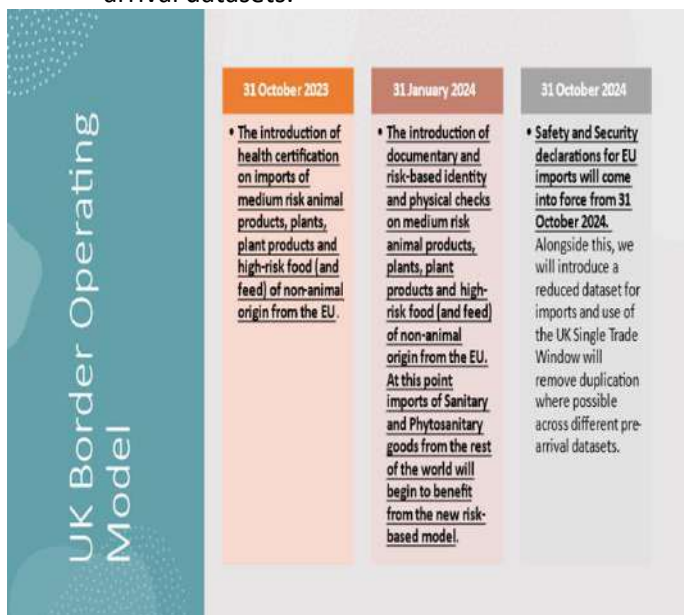 arrival datasets.
UK Border Operating
Model
31 October 2023
• The introduction of
health certification
on imports of
medium risk animal
products, plants,
plant products and
high-risk food (and
feed) of non-animal
origin from the EU.
31 January 2024
• The introduction of
documentary and
risk-based identity
and physical checks
on medium risk
animal products,
plants, plant
products and high-
risk food (and feed)
of non-animal
origin from the EU.
At this point
imports of Sanitary
and Phytosanitary
goods from the rest
of the world will
begin to benefit
from the new risk-
based model.
31 October 2024
• Safety and Security
declarations for EU
imports will come
into force from 31
October 2024.
Alongside this, we
will introduce a
reduced dataset for
imports and use of
the UK Single Trade
Window will
remove duplication
where possible
across different pre-
arrival datasets.